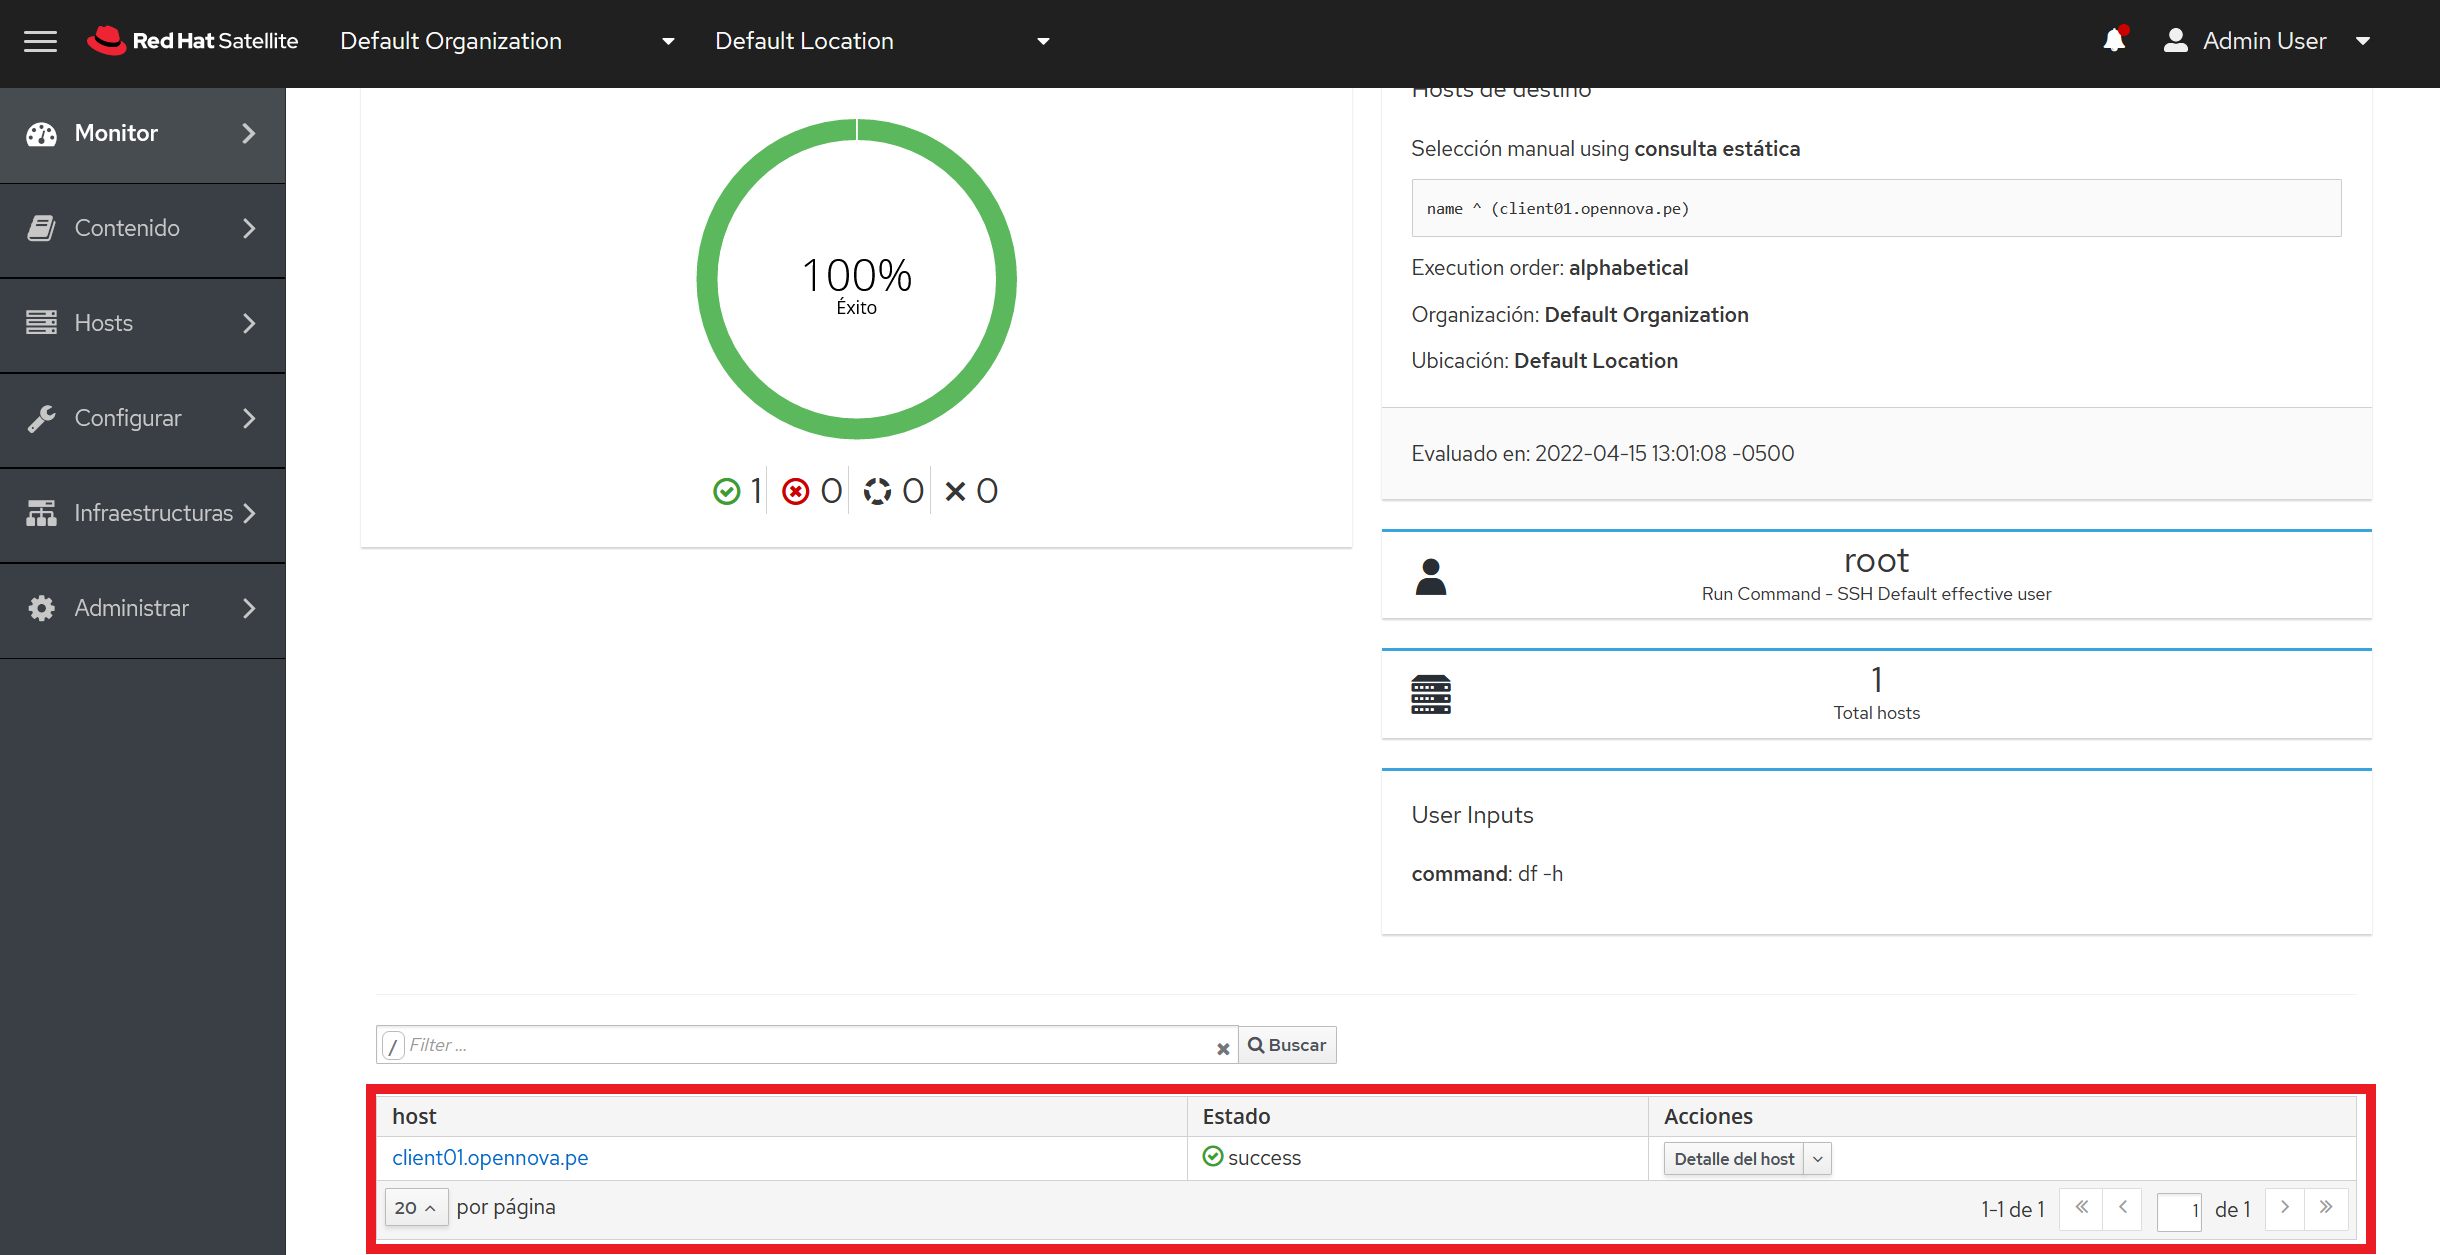 Red Hat Satellite
Default Organization
Default Location
Admin User
Monitor
Contenido
Hosts
Configurar
Infraestructuras
Administrar
100%
Éxito
1 0 0 0
Hosts de destino
Selección manual using consulta estática
name ^ (client01.opennova.pe)
Execution order: alphabetical
Organización: Default Organization
Ubicación: Default Location
Evaluado en: 2022-04-15 13:01:08 -0500
root
Run Command - SSH Default effective user
1
Total hosts
User Inputs
command: df -h
/ Filter ...
Buscar
host Estado Acciones
client01.opennova.pe success Detalle del host
20 por página 1-1 de 1 « < 1 de 1 > »